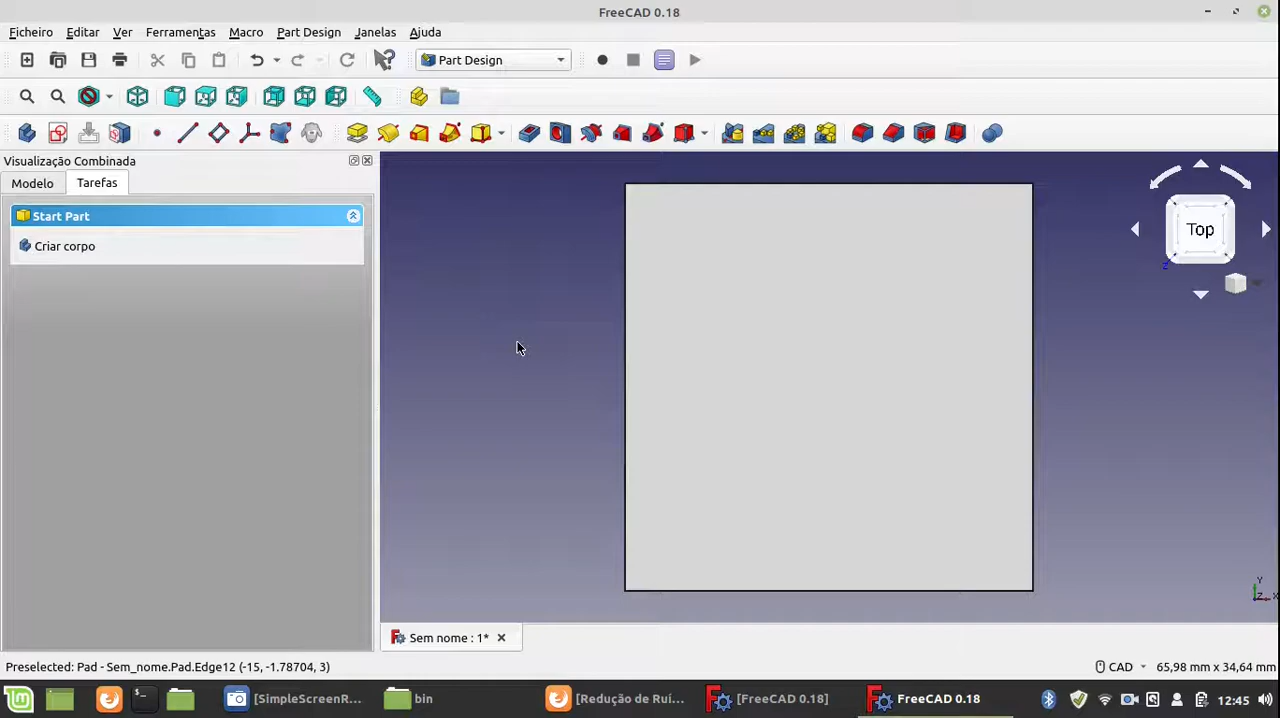 FreeCAD 0.18
Ficheiro Editar Ver Ferramentas Macro Part Design Janelas Ajuda
Part Design
Visualização Combinada
Modelo Tarefas
Start Part
Criar corpo
Top
Y
Z
X
Z
Sem nome : 1*
Preselected: Pad - Sem_nome.Pad.Edge12 (-15, -1.78704, 3)
CAD 65,98 mm x 34,64 mm
[SimpleScreenR... bin [Redução de Ruí... [FreeCAD 0.18] FreeCAD 0.18 12:45